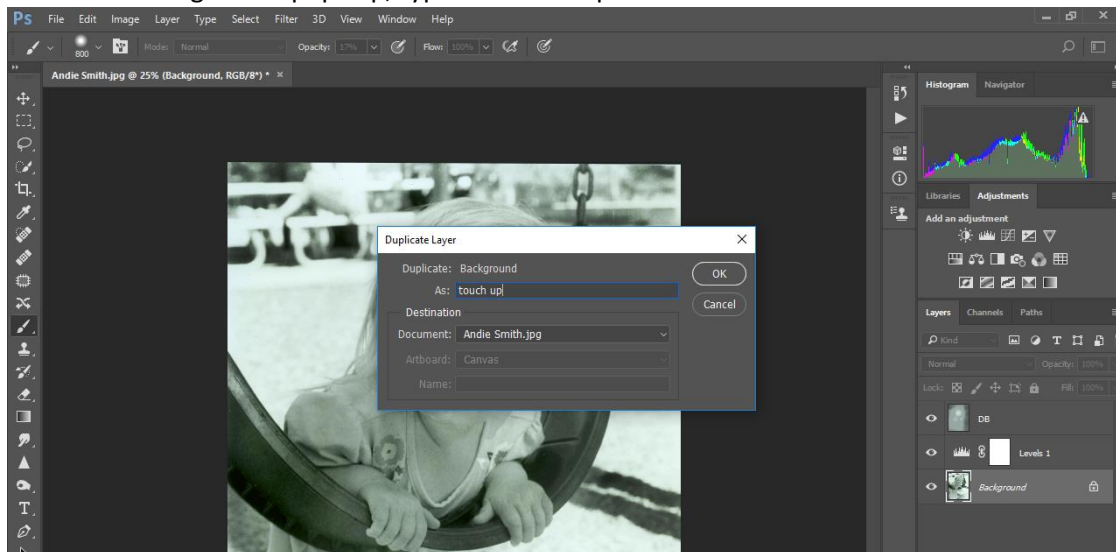 Ps File Edit Image Layer Type Select Filter 3D View Window Help
800 Mode: Normal Opacity: 17% Flow: 100%
Andie Smith.jpg @ 25% (Background, RGB/8*) * ×
Histogram Navigator
Libraries Adjustments
Add an adjustment
Duplicate Layer
Duplicate: Background
As: touch up
Destination
Document: Andie Smith.jpg
Artboard: Canvas
Name:
OK
Cancel
Layers Channels Paths
Kind
Normal Opacity: 100%
Lock: Fill: 100%
DB
Levels 1
Background